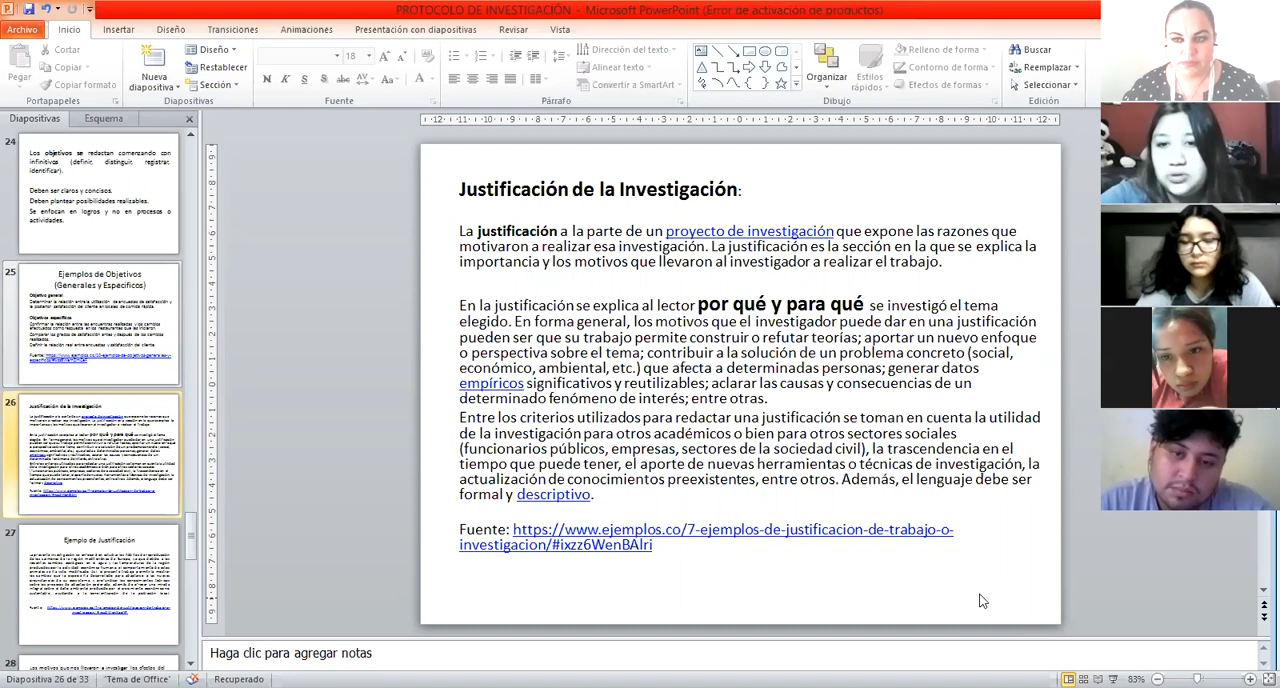 PROTOCOLO DE INVESTIGACIÓN - Microsoft PowerPoint (Error de activación de productos)
Archivo Inicio Insertar Diseño Transiciones Animaciones Presentación con diapositivas Revisar Vista
Pegar
Cortar
Copiar
Copiar formato
Portapapeles
Nueva diapositiva
Diseño
Restablecer
Sección
Diapositivas
18
N K S S abc AV Aa A
Fuente
Dirección del texto
Alinear texto
Convertir a SmartArt
Párrafo
Organizar
Estilos rápidos
Relleno de forma
Contorno de forma
Efectos de formas
Dibujo
Buscar
Reemplazar
Seleccionar
Edición
Diapositivas Esquema
24
Los objetivos se redactan comenzando con
infinitivos (definir, distinguir, registrar,
identificar).
Deben ser claros y concisos.
Deben plantear posibilidades realizables.
Se enfocan en logros y no en procesos o
actividades.
25
Ejemplos de Objetivos
(Generales y Específicos)
Objetivo general
Objetivos específicos
26
Justificación de la Investigación:
27
Ejemplo de Justificación
28
Justificación de la Investigación:
La justificación a la parte de un proyecto de investigación que expone las razones que
motivaron a realizar esa investigación. La justificación es la sección en la que se explica la
importancia y los motivos que llevaron al investigador a realizar el trabajo.
En la justificación se explica al lector por qué y para qué se investigó el tema
elegido. En forma general, los motivos que el investigador puede dar en una justificación
pueden ser que su trabajo permite construir o refutar teorías; aportar un nuevo enfoque
o perspectiva sobre el tema; contribuir a la solución de un problema concreto (social,
económico, ambiental, etc.) que afecta a determinadas personas; generar datos
empíricos significativos y reutilizables; aclarar las causas y consecuencias de un
determinado fenómeno de interés; entre otras.
Entre los criterios utilizados para redactar una justificación, se toman en cuenta la utilidad
de la investigación para otros académicos o bien para otros sectores sociales
(funcionarios públicos, empresas, sectores de la sociedad civil), la trascendencia en el
tiempo que puede tener, el aporte de nuevas herramientas o técnicas de investigación, la
actualización de conocimientos preexistentes, entre otros. Además, el lenguaje debe ser
formal y descriptivo.
Fuente: https://www.ejemplos.co/7-ejemplos-de-justificacion-de-trabajo-o-
investigacion/#ixzz6WenBAlri
Haga clic para agregar notas
Diapositiva 26 de 33 "Tema de Office" Recuperado 83%